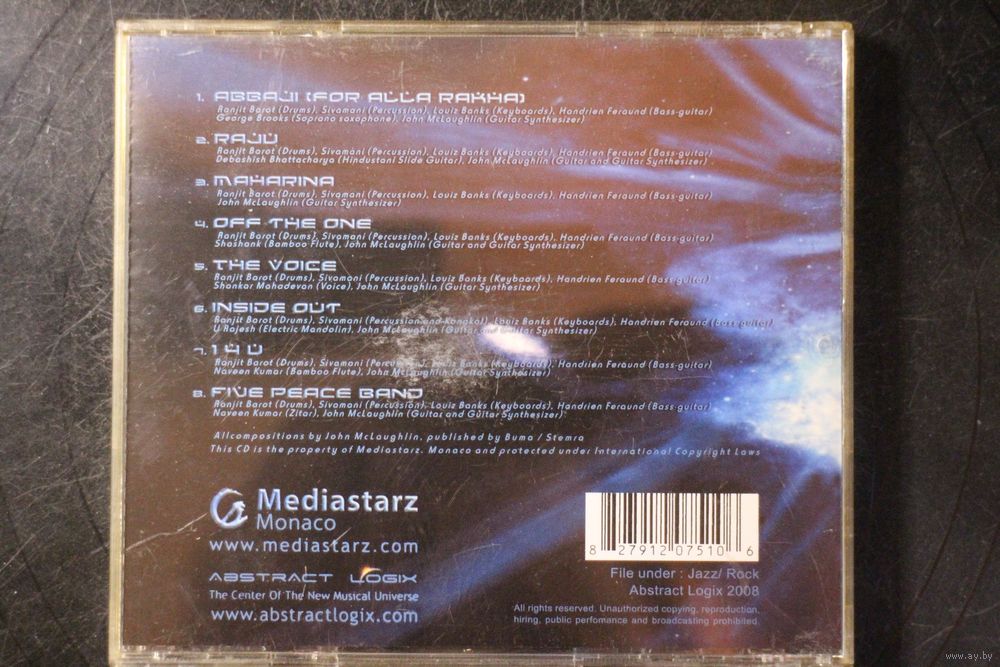 1. ABBAJI (FOR ALLA RAKHA)
Ranjit Barot (Drums), Sivamani (Percussion), Louiz Banks (Keyboards), Handrien Feraund (Bass-guitar)
George Brooks (Soprano saxophone), John McLaughlin (Guitar Synthesizer)
2. RAJU
Ranjit Barot (Drums), Sivamani (Percussion), Louiz Banks (Keyboards), Handrien Feraund (Bass-guitar)
Debashish Bhattacharya (Hindustani Slide Guitar), John McLaughlin (Guitar and Guitar Synthesizer)
3. MAHARINA
Ranjit Barot (Drums), Sivamani (Percussion), Louiz Banks (Keyboards), Handrien Feraund (Bass-guitar)
John McLaughlin (Guitar Synthesizer)
4. OFF THE ONE
Ranjit Barot (Drums), Sivamani (Percussion), Louiz Banks (Keyboards), Handrien Feraund (Bass-guitar)
Shashank (Bamboo Flute), John McLaughlin (Guitar and Guitar Synthesizer)
5. THE VOICE
Ranjit Barot (Drums), Sivamani (Percussion), Louiz Banks (Keyboards), Handrien Feraund (Bass-guitar)
Shankar Mahadevan (Voice), John McLaughlin (Guitar Synthesizer)
6. INSIDE OUT
Ranjit Barot (Drums), Sivamani (Percussion and Konokol), Louiz Banks (Keyboards), Handrien Feraund (bass-guitar)
U Rajesh (Electric Mandolin), John McLaughlin (Guitar and Guitar Synthesizer)
7. 1 4 U
Ranjit Barot (Drums), Sivamani (Percussion), Louiz Banks (Keyboards), Handrien Feraund (Bass-guitar)
Naveen Kumar (Bamboo Flute), John McLaughlin (Guitar Synthesizer)
8. FIVE PEACE BAND
Ranjit Barot (Drums), Sivamani (Percussion), Louiz Banks (Keyboards), Handrien Feraund (Bass-guitar)
Naveen Kumar (Zitar), John McLaughlin (Guitar and Guitar Synthesizer)
Allcompositions by John McLaughlin, published by Buma / Stemra
This CD is the property of Mediastarz. Monaco and protected under International Copyright Laws
Mediastarz
Monaco
www.mediastarz.com
ABSTRACT LOGIX
The Center Of The New Musical Universe
www.abstractlogix.com
8 27912 07510 6
File under : Jazz/ Rock
Abstract Logix 2008
All rights reserved. Unauthorized copying, reproduction,
hiring, public perfomance and broadcasting prohibited.
www.ay.by